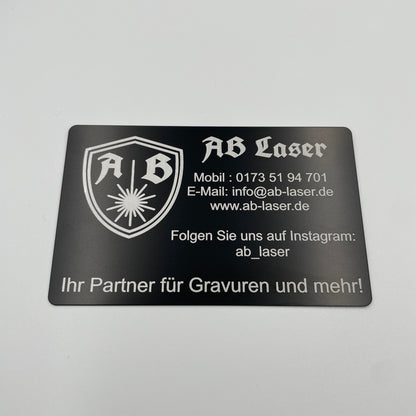 A B
AB Laser
Mobil : 0173 51 94 701
E-Mail: info@ab-laser.de
www.ab-laser.de
Folgen Sie uns auf Instagram:
ab_laser
Ihr Partner für Gravuren und mehr!